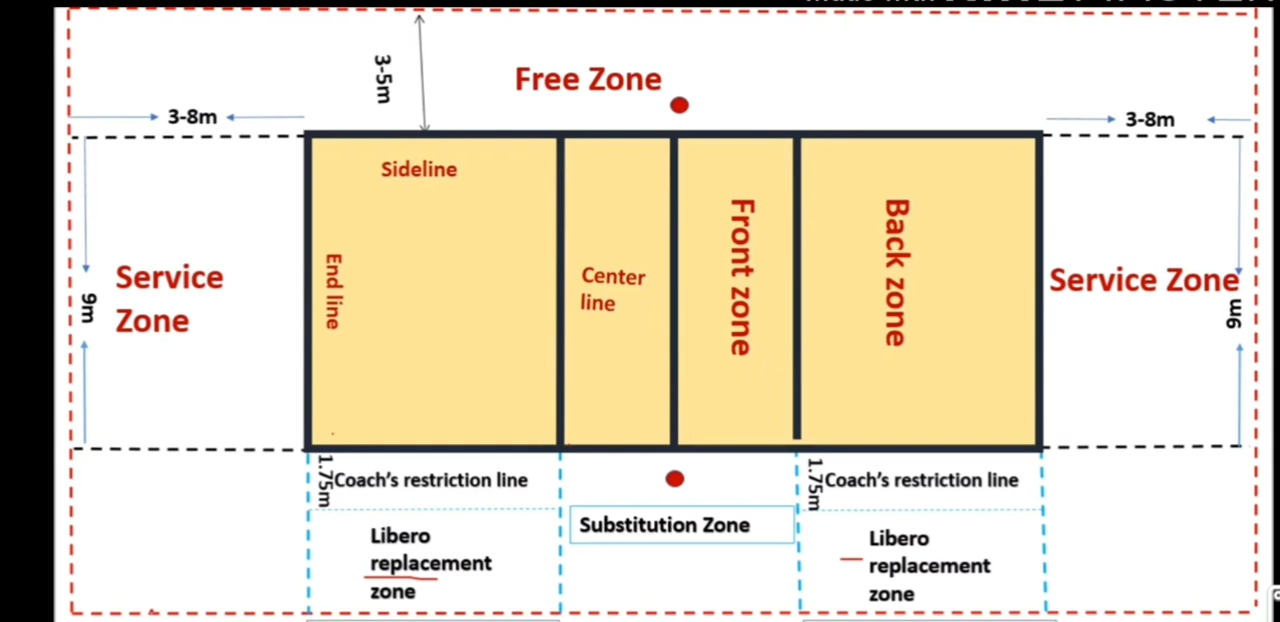 Free Zone
3-5m
3-8m
3-8m
Sideline
End line
Center
line
Front zone
Back zone
Service
Zone
9m
Service Zone
9m
1.75m
Coach's restriction line
1.75m
Coach's restriction line
Substitution Zone
Libero
replacement
zone
Libero
replacement
zone